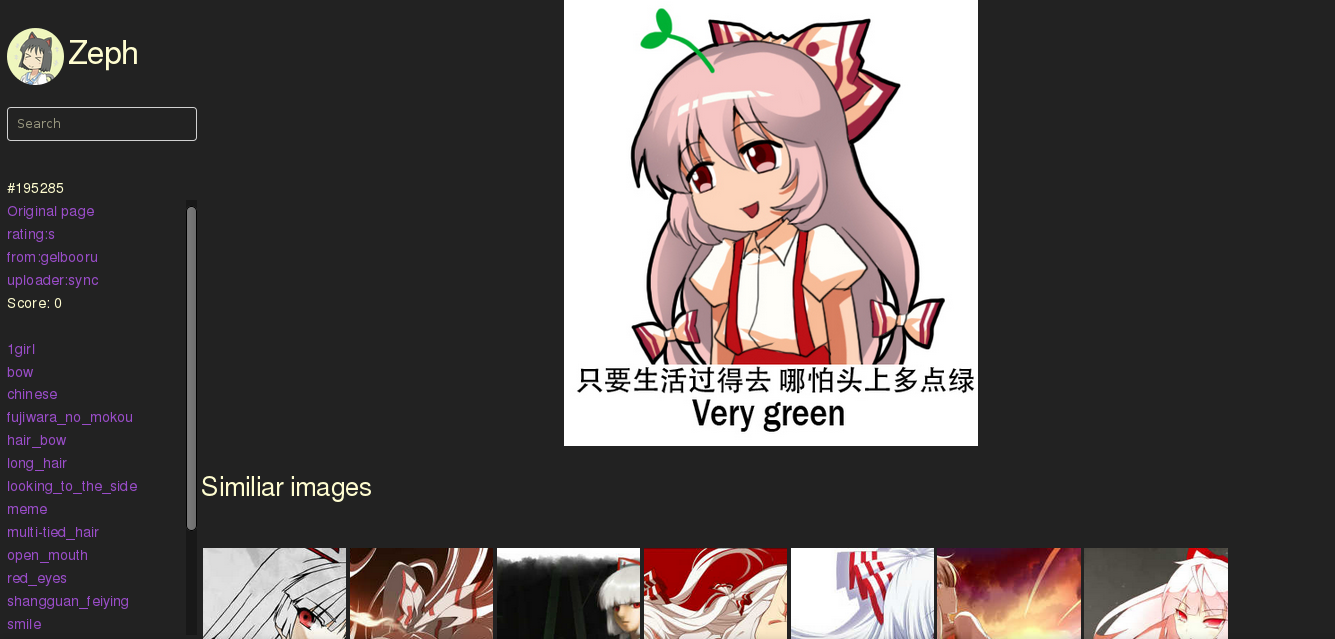 Zeph
Search
#195285
Original page
rating:s
from:gelbooru
uploader:sync
Score: 0
1girl
bow
chinese
fujiwara_no_mokou
hair_bow
long_hair
looking_to_the_side
meme
multi-tied_hair
open_mouth
red_eyes
shangguan_feiying
smile
只要生活过得去 哪怕头上多点绿
Very green
Similiar images